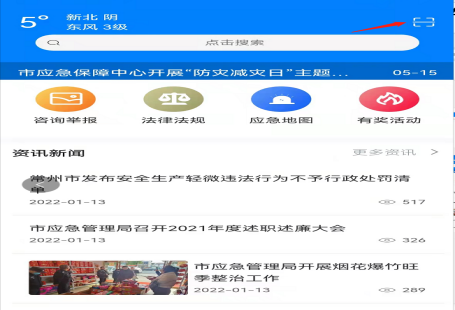 5° 新北 阴
东风 3级
点击搜索
市应急保障中心开展“防灾减灾日”主题... 05-15
咨询举报 法律法规 应急地图 有奖活动
资讯新闻 更多资讯 >
常州市发布安全生产轻微违法行为不予行政处罚清
单
2022-01-13 517
市应急管理局召开2021年度述职述廉大会
2022-01-13 326
市应急管理局开展烟花爆竹旺
季整治工作
2022-01-13 289